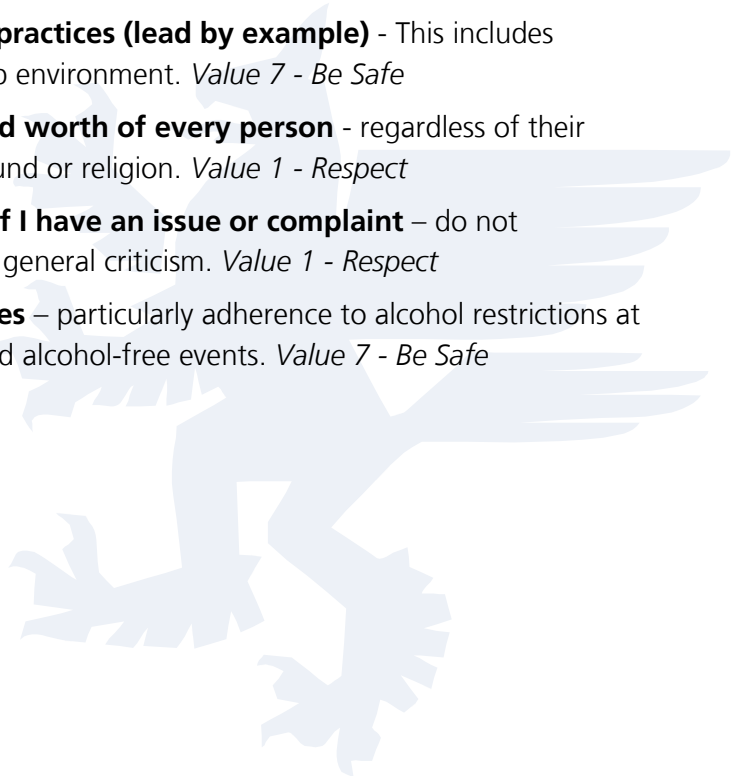 practices (lead by example) - This includes
environment. Value 7 - Be Safe
d worth of every person - regardless of their
und or religion. Value 1 - Respect
f I have an issue or complaint – do not
general criticism. Value 1 - Respect
es – particularly adherence to alcohol restrictions at
d alcohol-free events. Value 7 - Be Safe